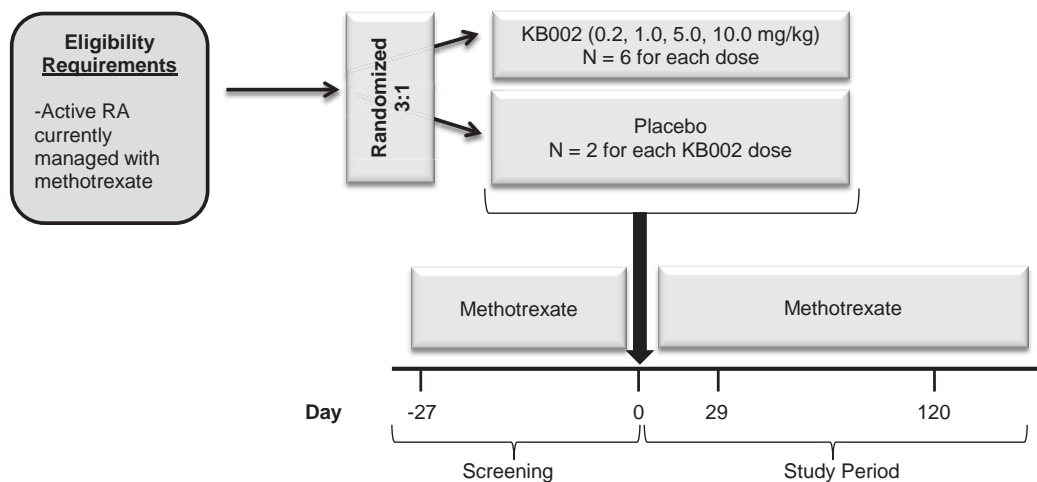 Eligibility
Requirements
-Active RA
currently
managed with
methotrexate
Randomized
3:1
KB002 (0.2, 1.0, 5.0, 10.0 mg/kg)
N = 6 for each dose
Placebo
N = 2 for each KB002 dose
Methotrexate
Methotrexate
Day
-27
0
29
120
Screening
Study Period